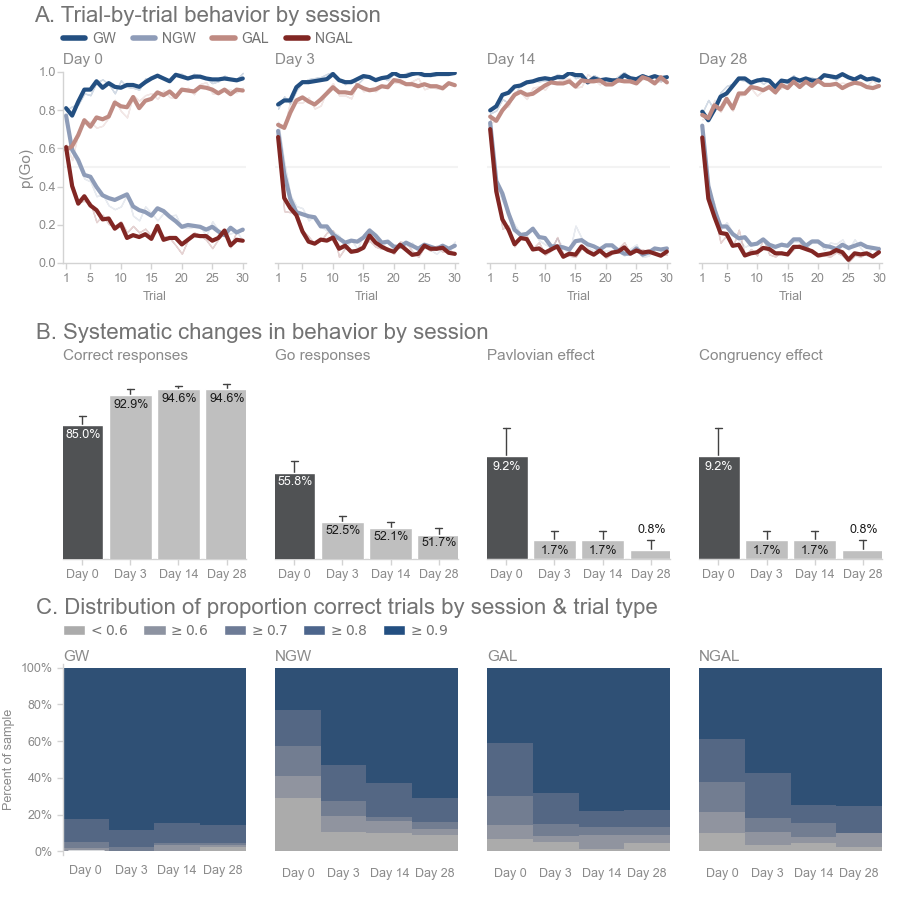 A. Trial-by-trial behavior by session
GW NGW GAL NGAL
Day 0 Day 3 Day 14 Day 28
1.0
0.8
0.6
0.4
0.2
0.0
p(Go)
1 5 10 15 20 25 30 1 5 10 15 20 25 30 1 5 10 15 20 25 30 1 5 10 15 20 25 30
Trial Trial Trial Trial
B. Systematic changes in behavior by session
Correct responses Go responses Pavlovian effect Congruency effect
85.0% 92.9% 94.6% 94.6%
55.8% 52.5% 52.1% 51.7%
9.2% 1.7% 1.7% 0.8%
9.2% 1.7% 1.7% 0.8%
Day 0 Day 3 Day 14 Day 28 Day 0 Day 3 Day 14 Day 28 Day 0 Day 3 Day 14 Day 28 Day 0 Day 3 Day 14 Day 28
C. Distribution of proportion correct trials by session & trial type
< 0.6 ≥ 0.6 ≥ 0.7 ≥ 0.8 ≥ 0.9
GW NGW GAL NGAL
100%
80%
60%
40%
20%
0%
Percent of sample
Day 0 Day 3 Day 14 Day 28 Day 0 Day 3 Day 14 Day 28 Day 0 Day 3 Day 14 Day 28 Day 0 Day 3 Day 14 Day 28